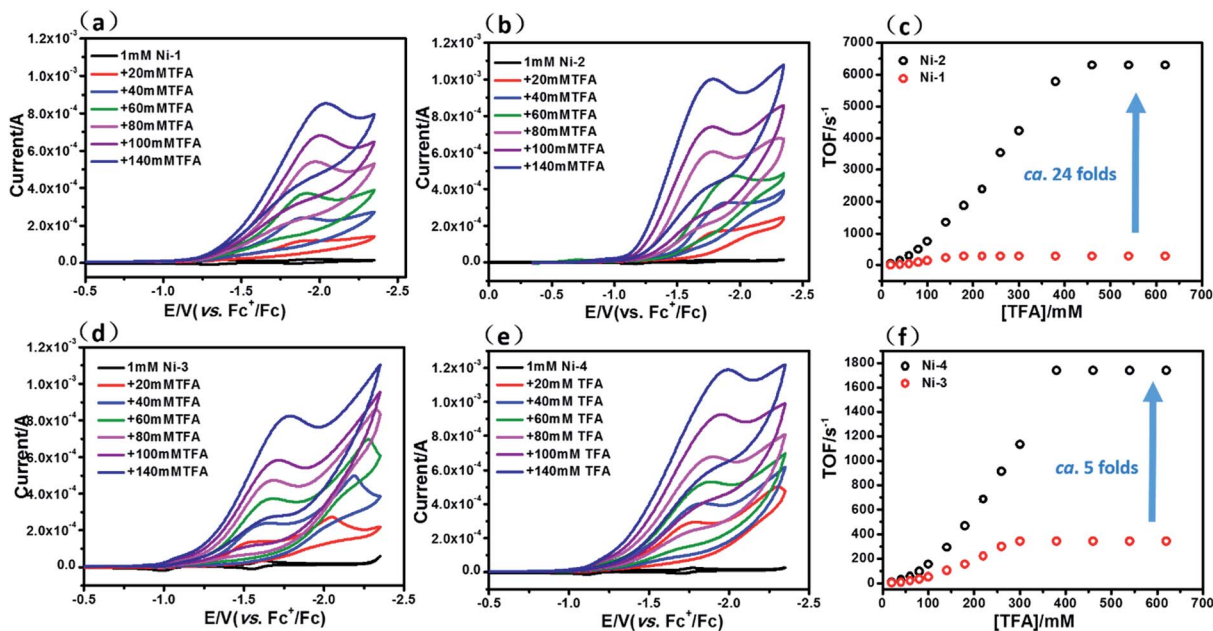 (a)
1.2x10⁻³
1.0x10⁻³
8.0x10⁻⁴
6.0x10⁻⁴
4.0x10⁻⁴
2.0x10⁻⁴
0.0
Current/A
1mM Ni-1
+20mMTFA
+40mMTFA
+60mMTFA
+80mMTFA
+100mMTFA
+140mMTFA
-0.5 -1.0 -1.5 -2.0 -2.5
E/V(vs. Fc⁺/Fc)
(b)
1.2x10⁻³
1.0x10⁻³
8.0x10⁻⁴
6.0x10⁻⁴
4.0x10⁻⁴
2.0x10⁻⁴
0.0
Current/A
1mM Ni-2
+20mMTFA
+40mMTFA
+60mMTFA
+80mMTFA
+100mMTFA
+140mMTFA
0.0 -0.5 -1.0 -1.5 -2.0 -2.5
E/V(vs. Fc⁺/Fc)
(c)
7000
6000
5000
4000
3000
2000
1000
0
TOF/s⁻¹
Ni-2
Ni-1
ca. 24 folds
0 100 200 300 400 500 600 700
[TFA]/mM
(d)
1.2x10⁻³
1.0x10⁻³
8.0x10⁻⁴
6.0x10⁻⁴
4.0x10⁻⁴
2.0x10⁻⁴
0.0
Current/A
1mM Ni-3
+20mMTFA
+40mMTFA
+60mMTFA
+80mMTFA
+100mMTFA
+140mMTFA
-0.5 -1.0 -1.5 -2.0 -2.5
E/V(vs. Fc⁺/Fc)
(e)
1.2x10⁻³
1.0x10⁻³
8.0x10⁻⁴
6.0x10⁻⁴
4.0x10⁻⁴
2.0x10⁻⁴
0.0
Current/A
1mM Ni-4
+20mM TFA
+40mM TFA
+60mM TFA
+80mM TFA
+100mM TFA
+140mM TFA
-0.5 -1.0 -1.5 -2.0 -2.5
E/V(vs. Fc⁺/Fc)
(f)
1800
1600
1400
1200
1000
800
600
400
200
0
TOF/s⁻¹
Ni-4
Ni-3
ca. 5 folds
0 100 200 300 400 500 600 700
[TFA]/mM